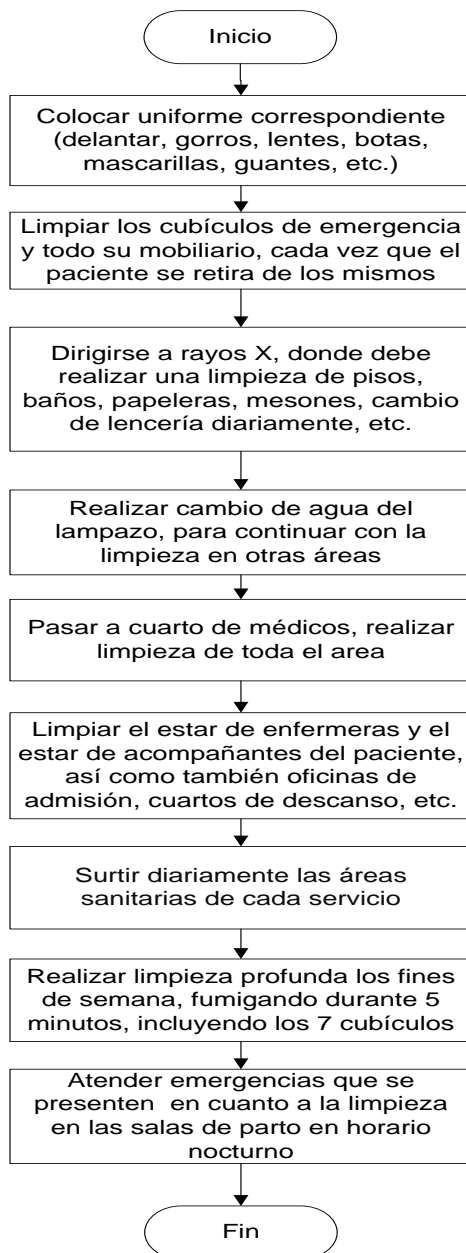 Inicio
Colocar uniforme correspondiente
(delantar, gorros, lentes, botas,
mascarillas, guantes, etc.)
Limpiar los cubículos de emergencia
y todo su mobiliario, cada vez que el
paciente se retira de los mismos
Dirigirse a rayos X, donde debe
realizar una limpieza de pisos,
baños, papeleras, mesones, cambio
de lencería diariamente, etc.
Realizar cambio de agua del
lampazo, para continuar con la
limpieza en otras áreas
Pasar a cuarto de médicos, realizar
limpieza de toda el area
Limpiar el estar de enfermeras y el
estar de acompañantes del paciente,
así como también oficinas de
admisión, cuartos de descanso, etc.
Surtir diariamente las áreas
sanitarias de cada servicio
Realizar limpieza profunda los fines
de semana, fumigando durante 5
minutos, incluyendo los 7 cubículos
Atender emergencias que se
presenten en cuanto a la limpieza
en las salas de parto en horario
nocturno
Fin